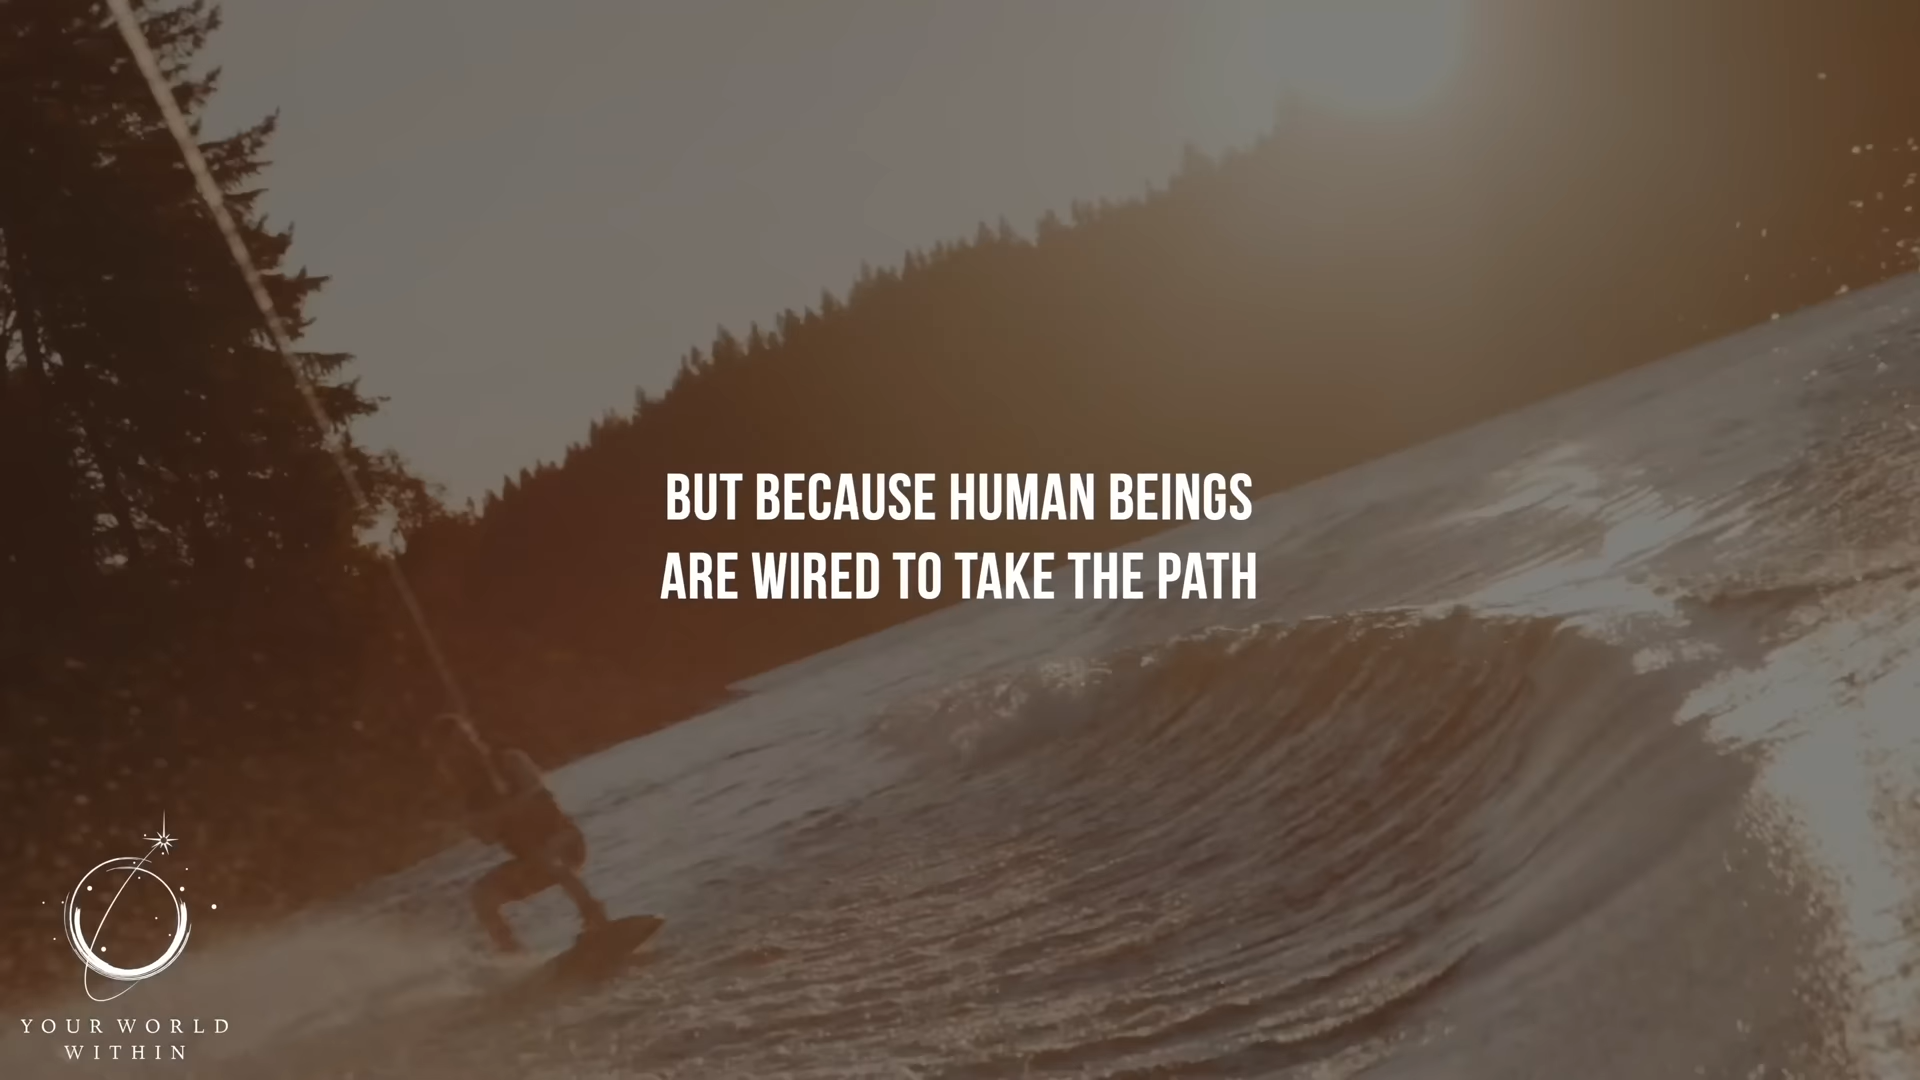 BUT BECAUSE HUMAN BEINGS
ARE WIRED TO TAKE THE PATH
YOUR WORLD
WITHIN